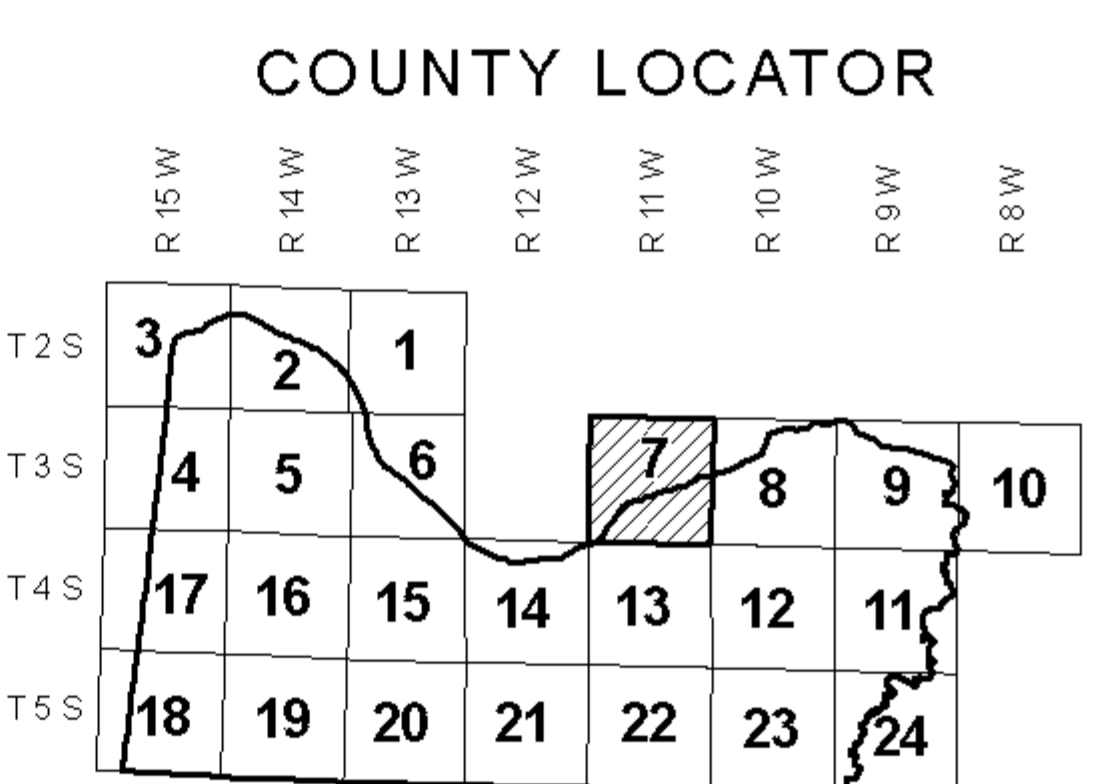 COUNTY LOCATOR
R 15 W R 14 W R 13 W R 12 W R 11 W R 10 W R 9 W R 8 W
T 2 S 3 2 1
T 3 S 4 5 6 7 8 9 10
T 4 S 17 16 15 14 13 12 11
T 5 S 18 19 20 21 22 23 24